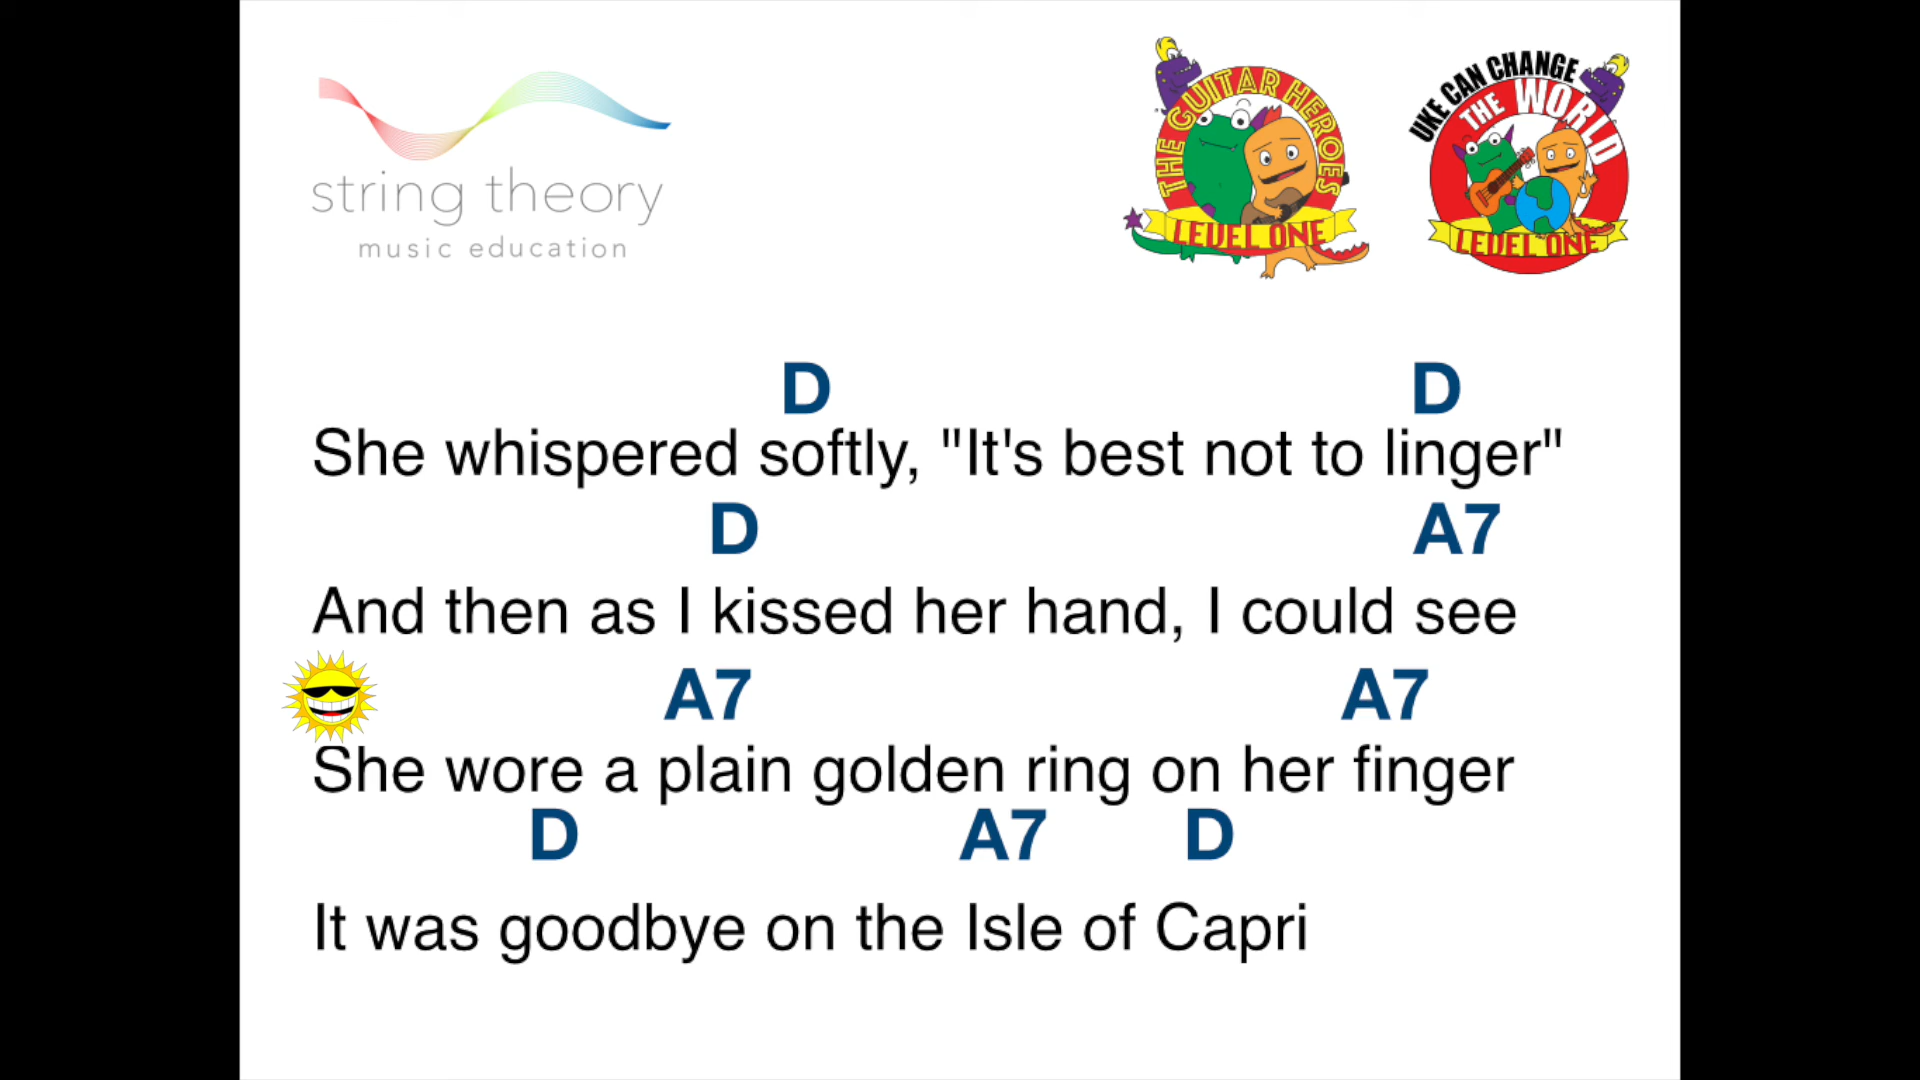 string theory
music education
THE GUITAR HEROES
LEVEL ONE
UKE CAN CHANGE
THE WORLD
LEVEL ONE
D D
She whispered softly, "It's best not to linger"
D A7
And then as I kissed her hand, I could see
A7 A7
She wore a plain golden ring on her finger
D A7 D
It was goodbye on the Isle of Capri